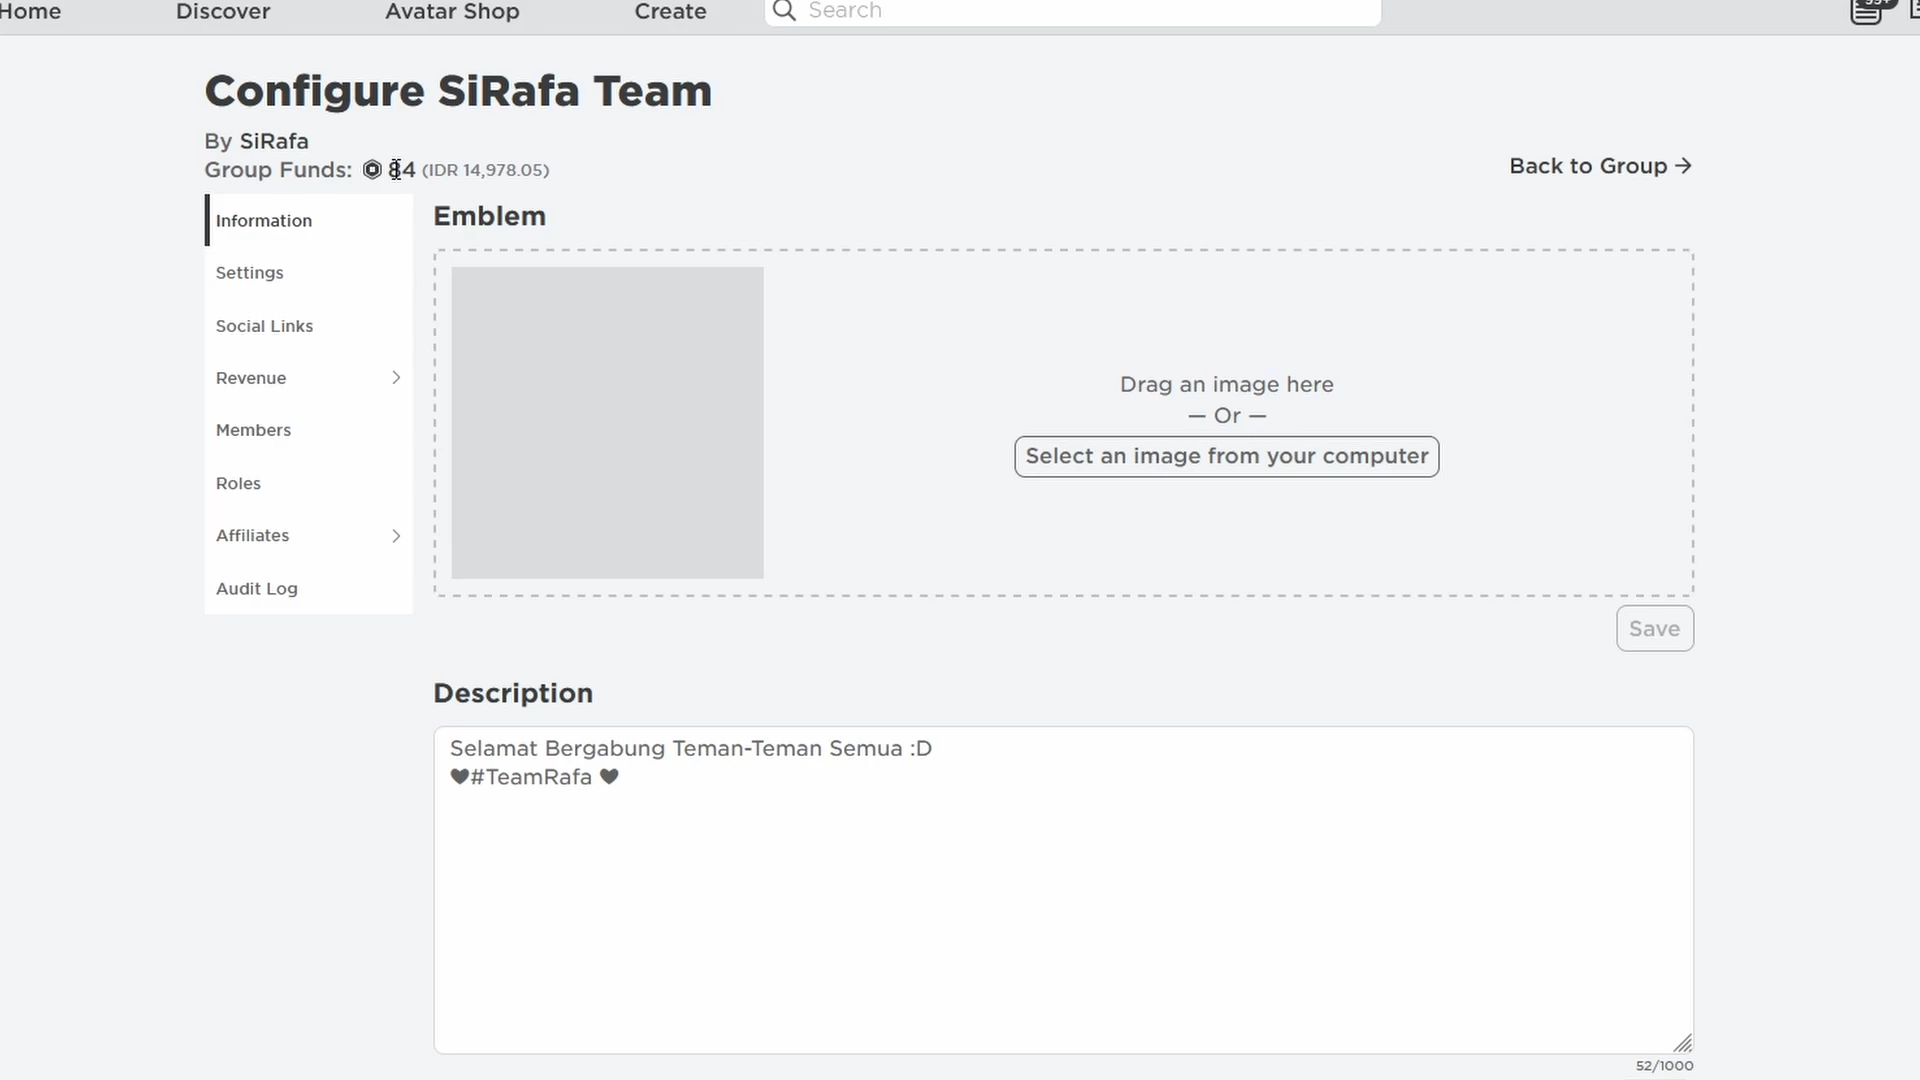 Home Discover Avatar Shop Create Search
99+
Configure SiRafa Team
By SiRafa
Group Funds: 84 (IDR 14,978.05)
Back to Group →
Information
Settings
Social Links
Revenue
Members
Roles
Affiliates
Audit Log
Emblem
Drag an image here
— Or —
Select an image from your computer
Save
Description
Selamat Bergabung Teman-Teman Semua :D
♥#TeamRafa ♥
52/1000